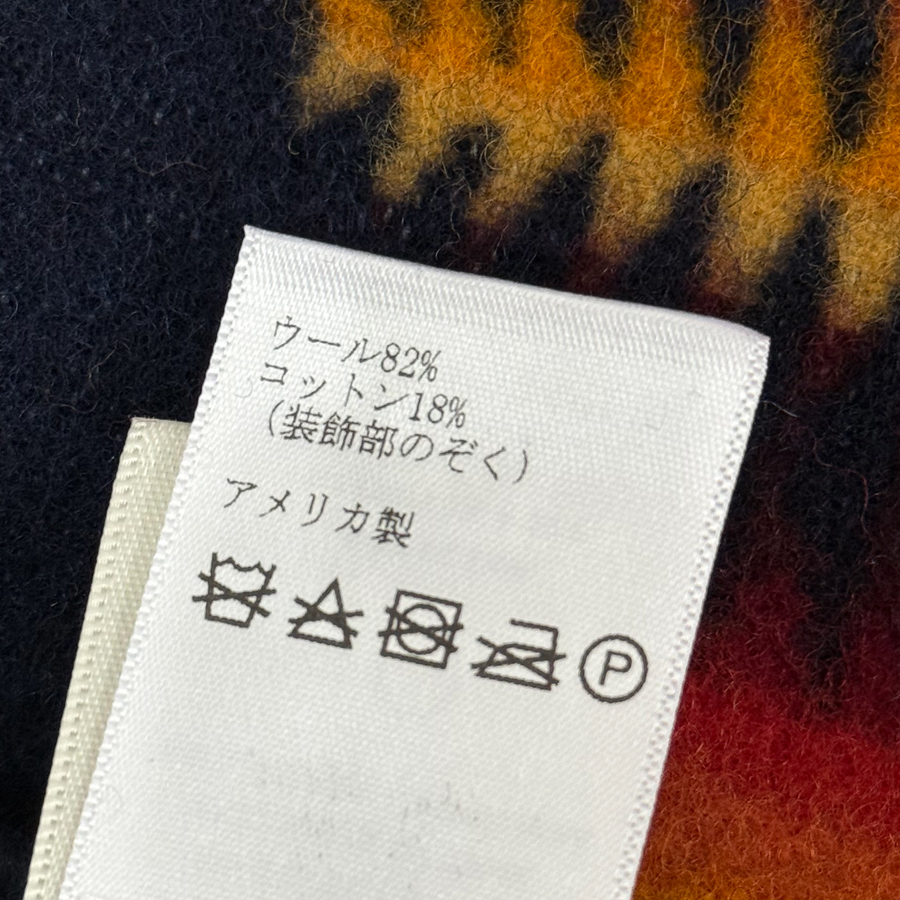 ウール82%
コットン18%
(装飾部のぞく)
アメリカ製
P